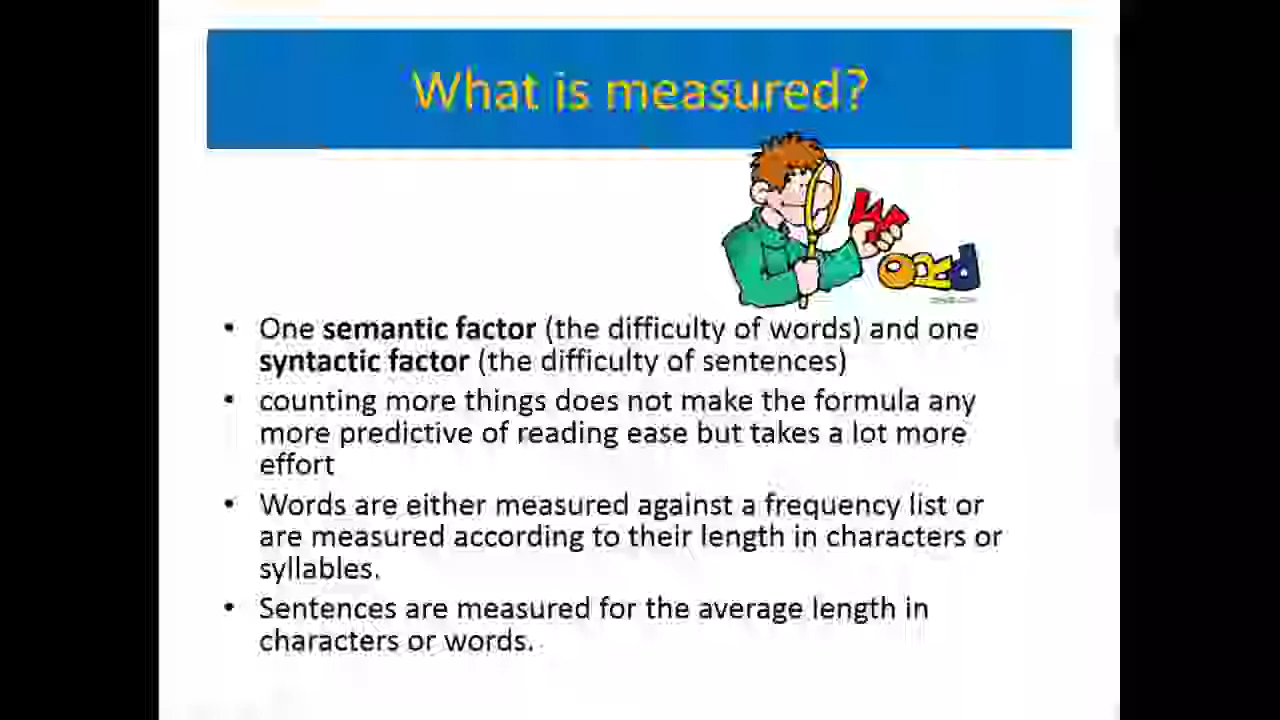 What is measured?
W
ORD
• One semantic factor (the difficulty of words) and one
syntactic factor (the difficulty of sentences)
• counting more things does not make the formula any
more predictive of reading ease but takes a lot more
effort
• Words are either measured against a frequency list or
are measured according to their length in characters or
syllables.
• Sentences are measured for the average length in
characters or words.